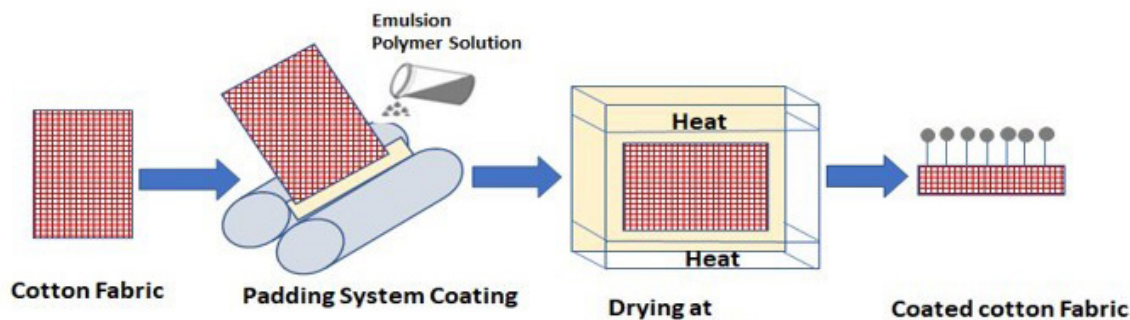 Emulsion
Polymer Solution
Heat
Heat
Cotton Fabric
Padding System Coating
Drying at
Coated cotton Fabric